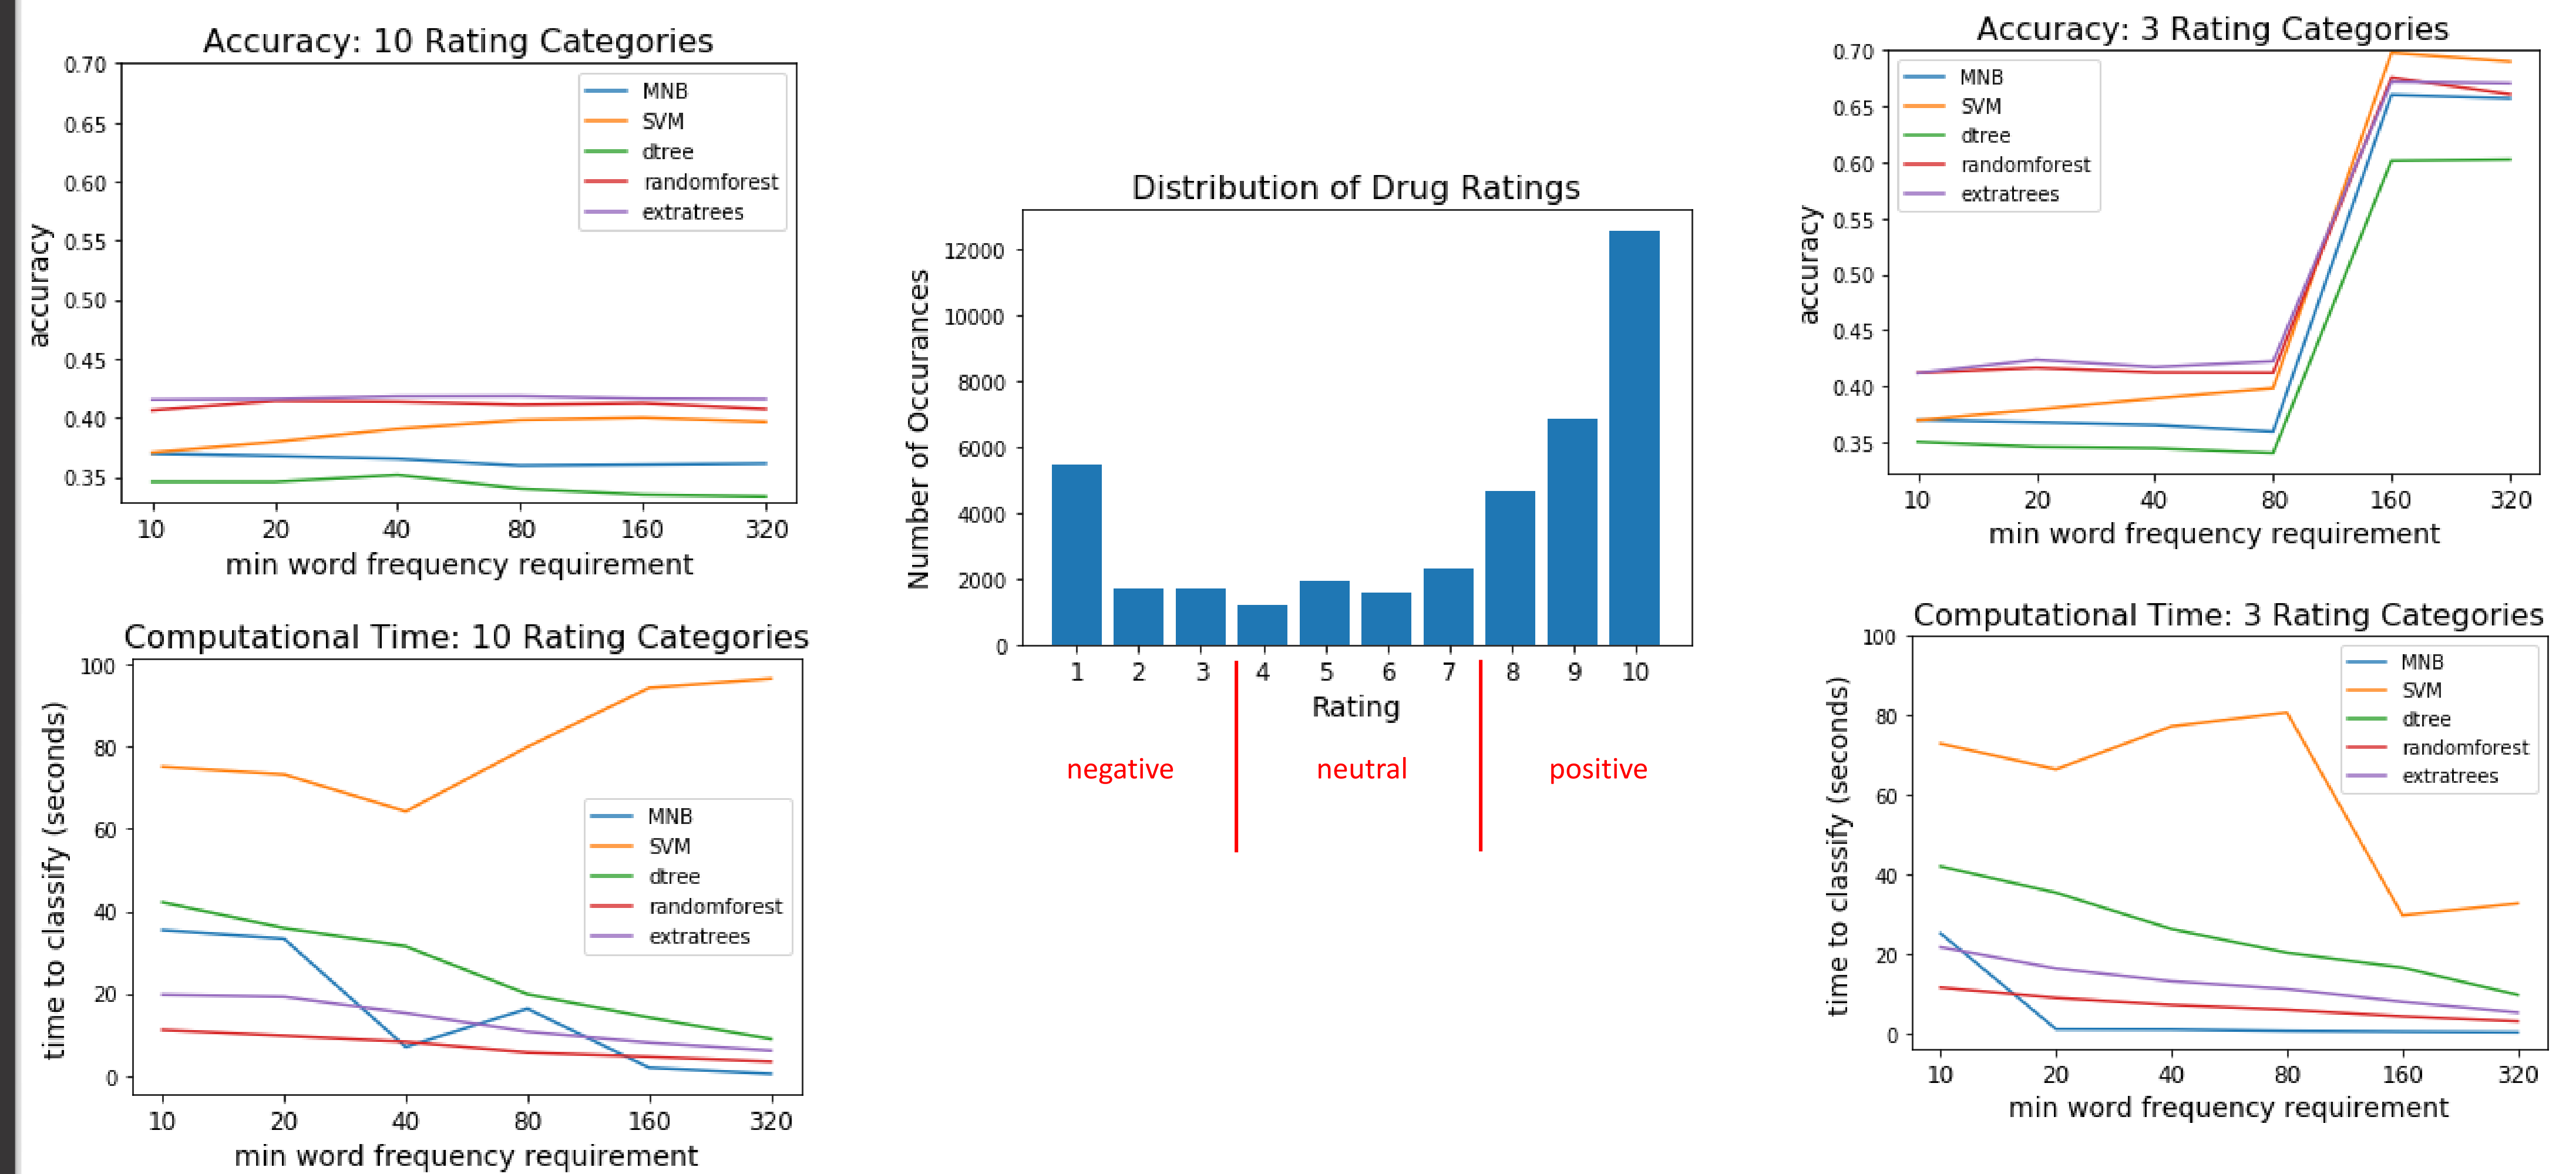 Accuracy: 10 Rating Categories
0.70
0.65
0.60
0.55
0.50
0.45
0.40
0.35
accuracy
MNB
SVM
dtree
randomforest
extratrees
10 20 40 80 160 320
min word frequency requirement
Computational Time: 10 Rating Categories
100
80
60
40
20
0
time to classify (seconds)
MNB
SVM
dtree
randomforest
extratrees
10 20 40 80 160 320
min word frequency requirement
Distribution of Drug Ratings
12000
10000
8000
6000
4000
2000
0
Number of Occurances
1 2 3 4 5 6 7 8 9 10
Rating
negative neutral positive
Accuracy: 3 Rating Categories
0.70
0.65
0.60
0.55
0.50
0.45
0.40
0.35
accuracy
MNB
SVM
dtree
randomforest
extratrees
10 20 40 80 160 320
min word frequency requirement
Computational Time: 3 Rating Categories
100
80
60
40
20
0
time to classify (seconds)
MNB
SVM
dtree
randomforest
extratrees
10 20 40 80 160 320
min word frequency requirement